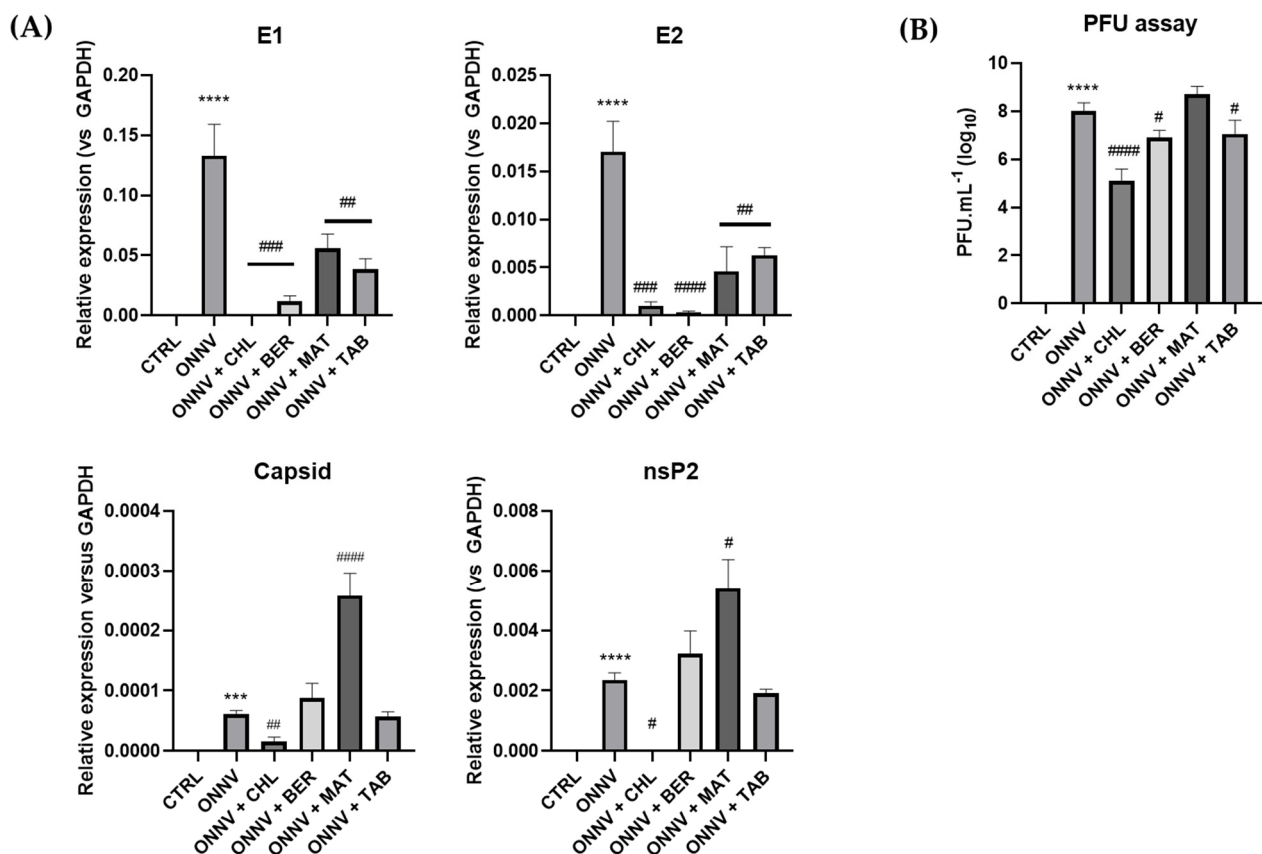 (A)
E1
Relative expression (vs GAPDH)
0.20
0.15
0.10
0.05
0.00
****
###
##
CTRL
ONNV
ONNV + CHL
ONNV + BER
ONNV + MAT
ONNV + TAB
E2
Relative expression (vs GAPDH)
0.025
0.020
0.015
0.010
0.005
0.000
****
###
####
##
CTRL
ONNV
ONNV + CHL
ONNV + BER
ONNV + MAT
ONNV + TAB
(B)
PFU assay
PFU.mL-1 (log10)
10
8
6
4
2
0
****
####
#
#
CTRL
ONNV
ONNV + CHL
ONNV + BER
ONNV + MAT
ONNV + TAB
Capsid
Relative expression versus GAPDH
0.0004
0.0003
0.0002
0.0001
0.0000
***
##
####
CTRL
ONNV
ONNV + CHL
ONNV + BER
ONNV + MAT
ONNV + TAB
nsP2
Relative expression (vs GAPDH)
0.008
0.006
0.004
0.002
0.000
****
#
#
CTRL
ONNV
ONNV + CHL
ONNV + BER
ONNV + MAT
ONNV + TAB